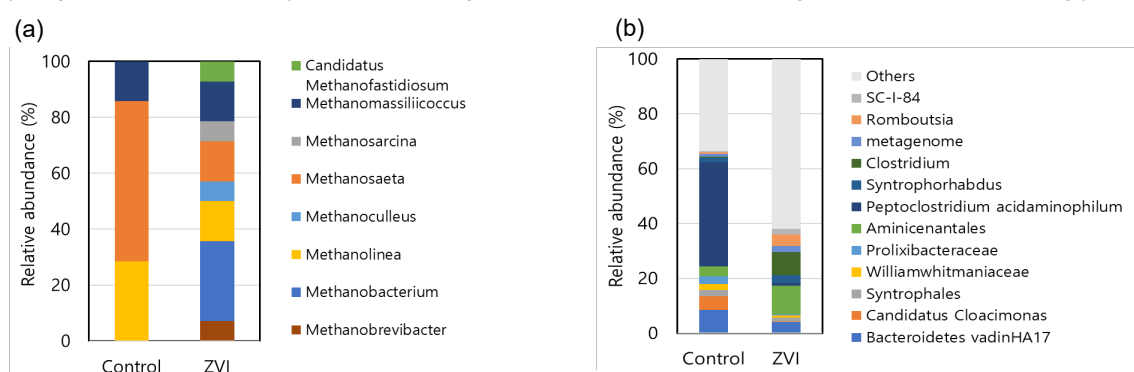 (a)
100
80
60
40
20
0
Relative abundance (%)
Control
ZVI
Candidatus
Methanofastidiosum
Methanomassiliicoccus
Methanosarcina
Methanosaeta
Methanoculleus
Methanolinea
Methanobacterium
Methanobrevibacter
(b)
100
80
60
40
20
0
Relative abundance (%)
Control
ZVI
Others
SC-I-84
Romboutsia
metagenome
Clostridium
Syntrophorhabdus
Peptoclostridium acidaminophilum
Aminicenantales
Prolixibacteraceae
Williamwhitmaniaceae
Syntrophales
Candidatus Cloacimonas
Bacteroidetes vadinHA17